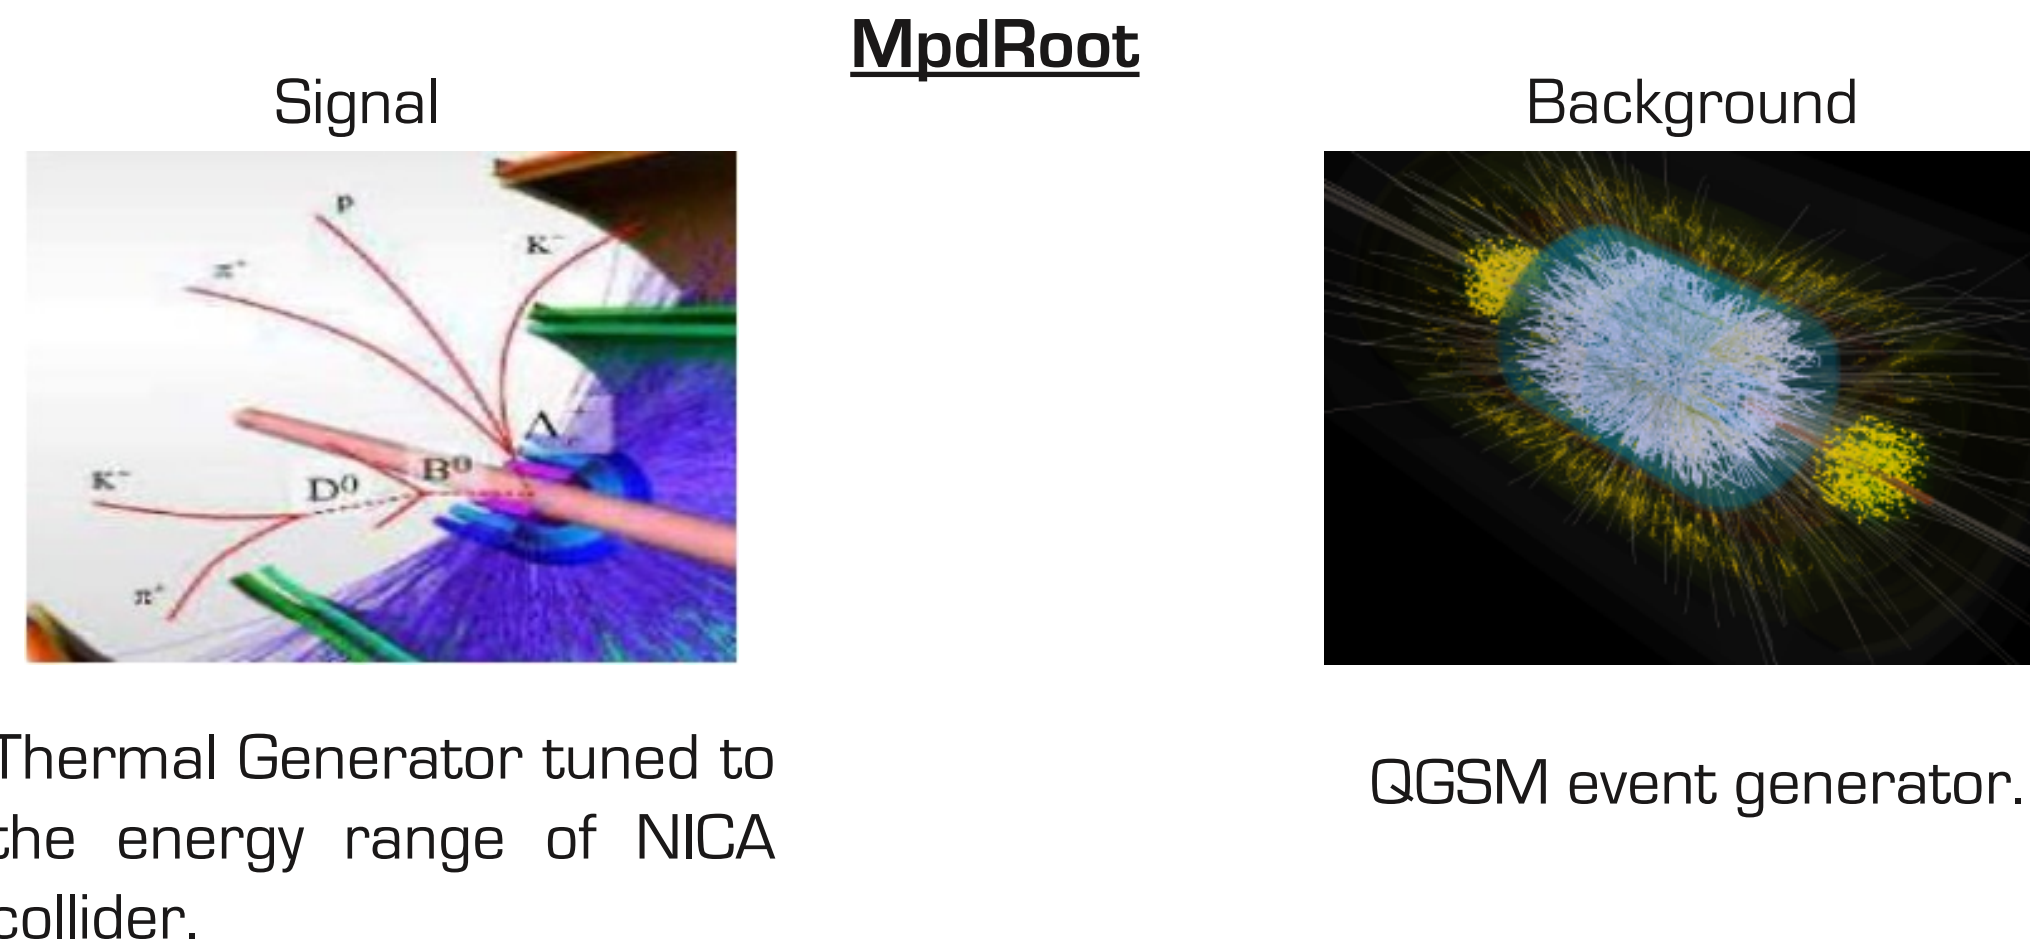 MpdRoot
Signal
Background
p
K⁻
π⁺
Λ
B⁰
D⁰
K⁻
π⁺
Thermal Generator tuned to
the energy range of NICA
collider.
QGSM event generator.